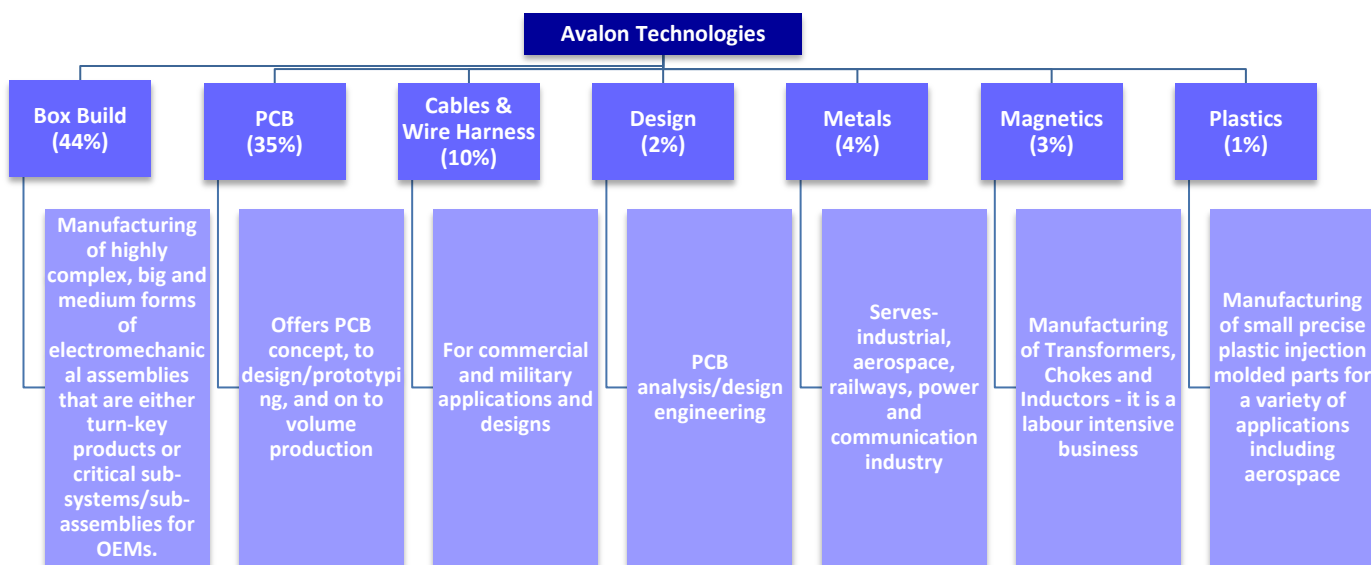 Avalon Technologies
Box Build
(44%)
PCB
(35%)
Cables &
Wire Harness
(10%)
Design
(2%)
Metals
(4%)
Magnetics
(3%)
Plastics
(1%)
Manufacturing
of highly
complex, big and
medium forms
of
electromechanic
al assemblies
that are either
turn-key
products or
critical sub-
systems/sub-
assemblies for
OEMs.
Offers PCB
concept, to
design/prototypi
ng, and on to
volume
production
For commercial
and military
applications and
designs
PCB
analysis/design
engineering
Serves-
industrial,
aerospace,
railways, power
and
communication
industry
Manufacturing
of Transformers,
Chokes and
Inductors - it is a
labour intensive
business
Manufacturing
of small precise
plastic injection
molded parts for
a variety of
applications
including
aerospace